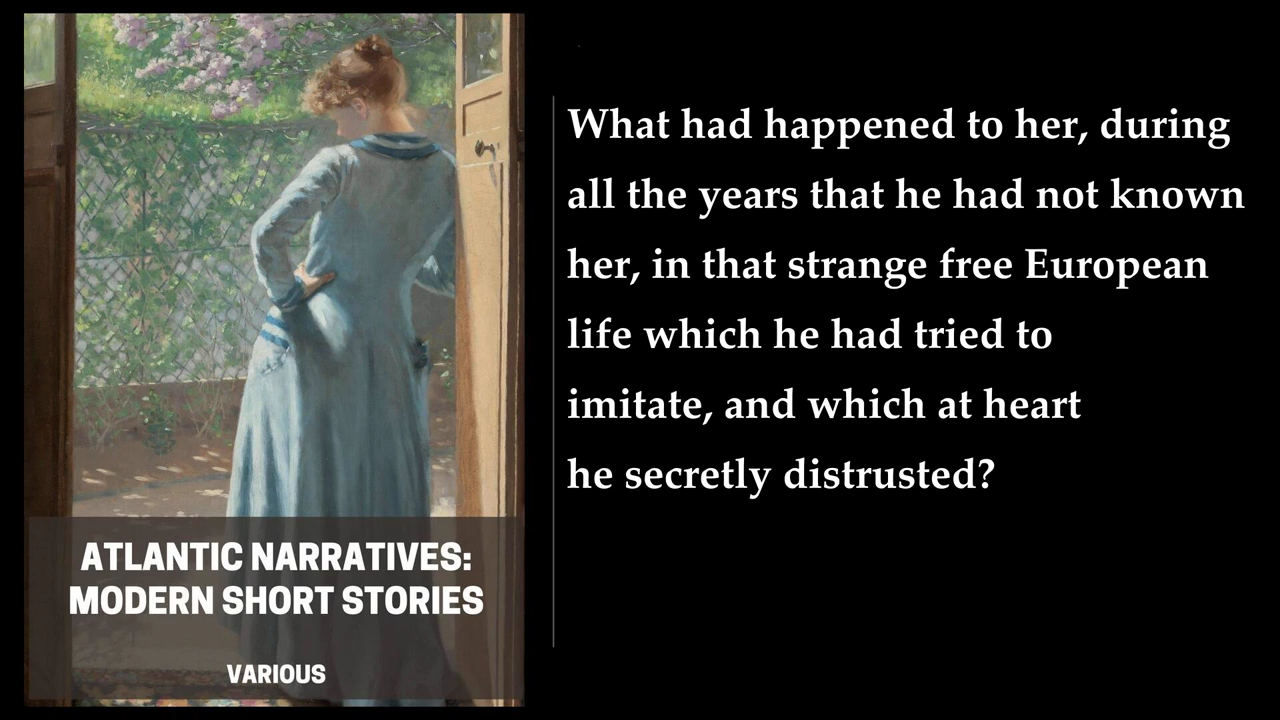 ATLANTIC NARRATIVES:
MODERN SHORT STORIES
VARIOUS
What had happened to her, during
all the years that he had not known
her, in that strange free European
life which he had tried to
imitate, and which at heart
he secretly distrusted?